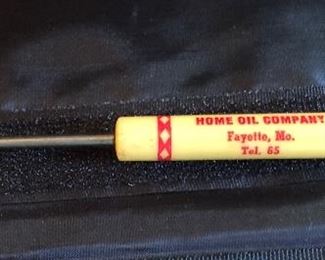 HOME OIL COMPANY
Fayette, Mo.
Tel. 65